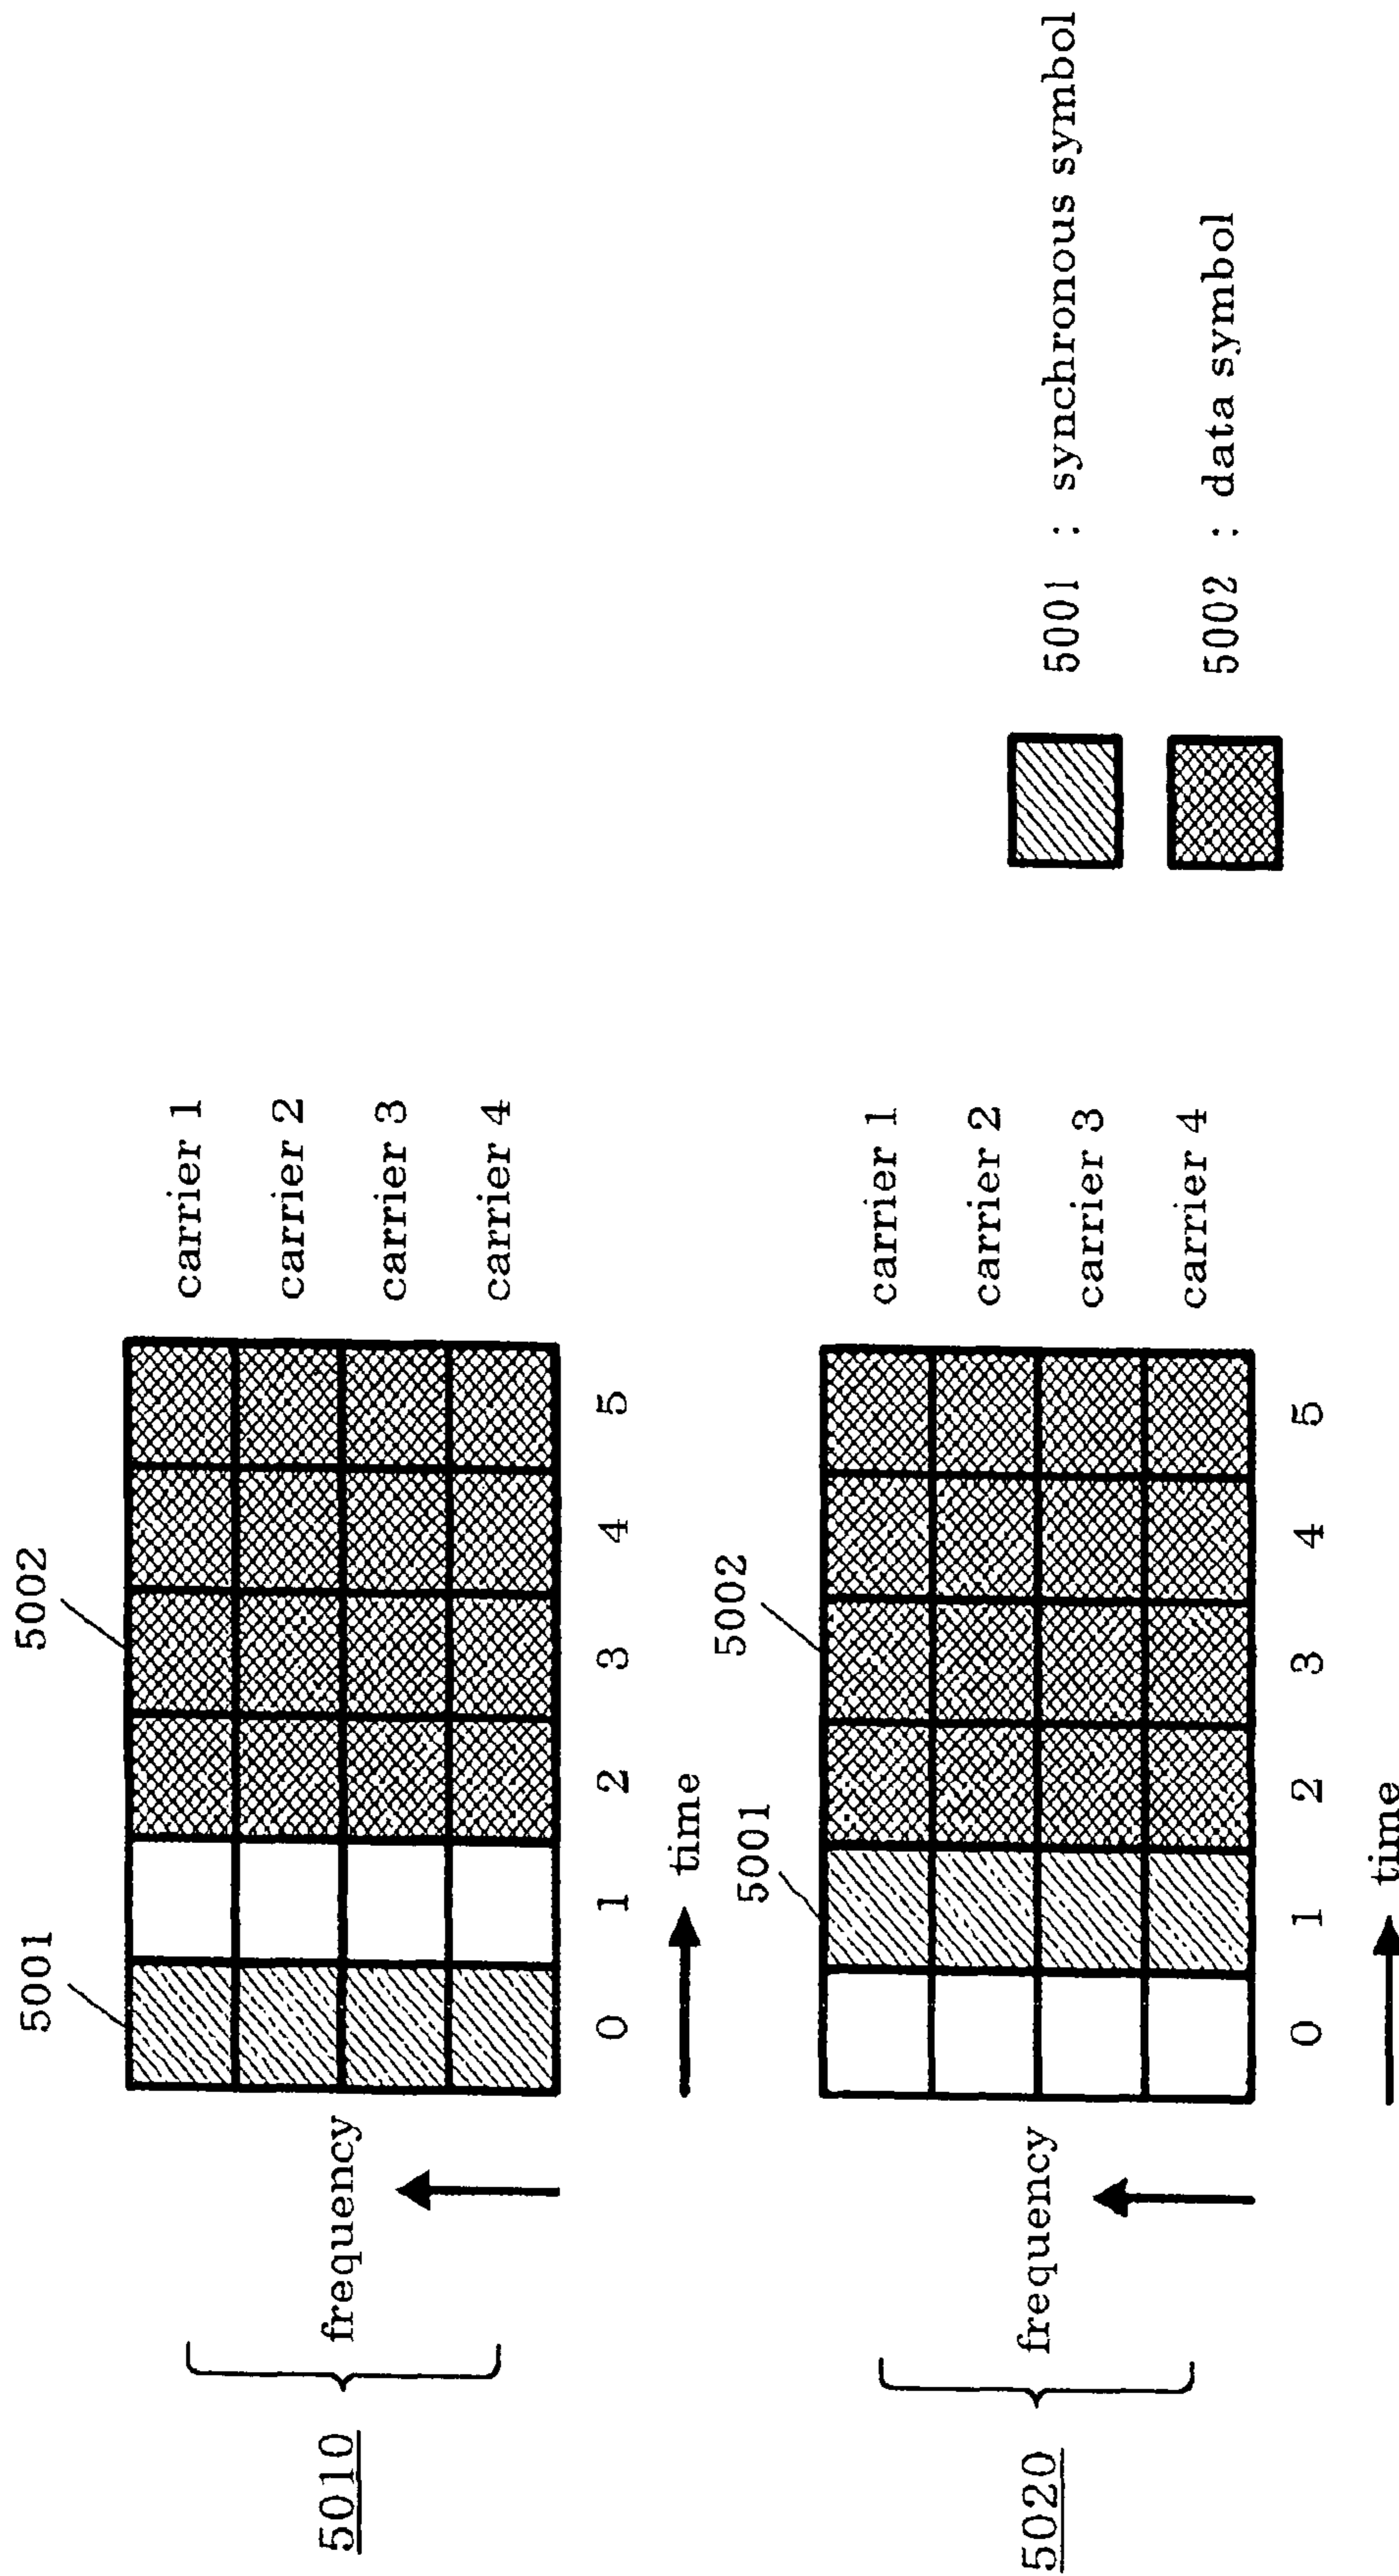 5010
frequency
5001
5002
carrier 1
carrier 2
carrier 3
carrier 4
0 1 2 3 4 5
time
5020
frequency
5001
5002
carrier 1
carrier 2
carrier 3
carrier 4
0 1 2 3 4 5
time
5001 : synchronous symbol
5002 : data symbol